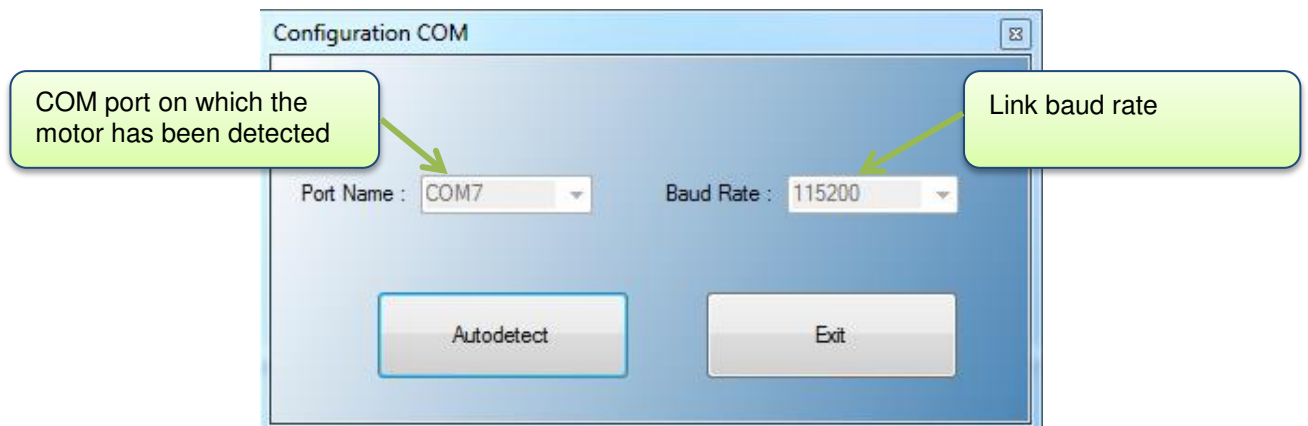 Configuration COM
COM port on which the
motor has been detected
Link baud rate
Port Name : COM7
Baud Rate : 115200
Autodetect
Exit